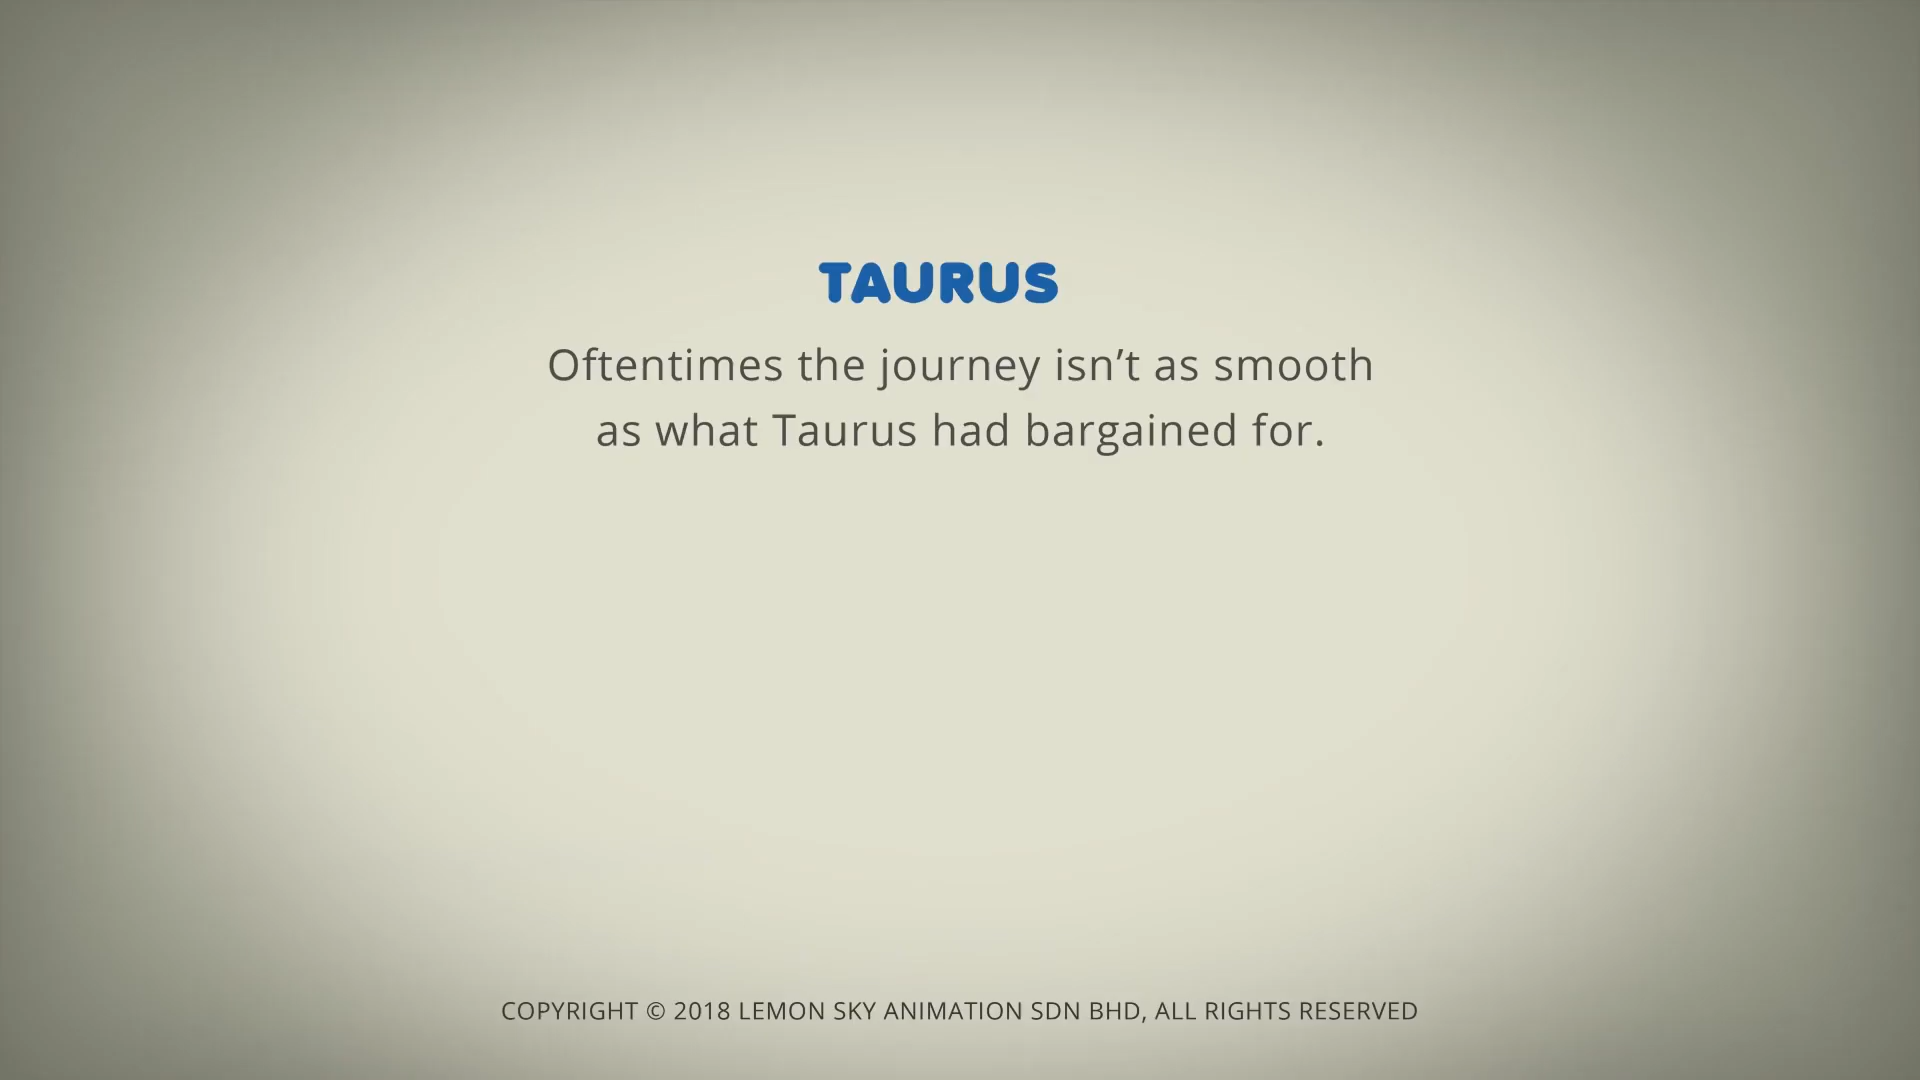 TAURUS
Oftentimes the journey isn’t as smooth
as what Taurus had bargained for.
COPYRIGHT © 2018 LEMON SKY ANIMATION SDN BHD, ALL RIGHTS RESERVED